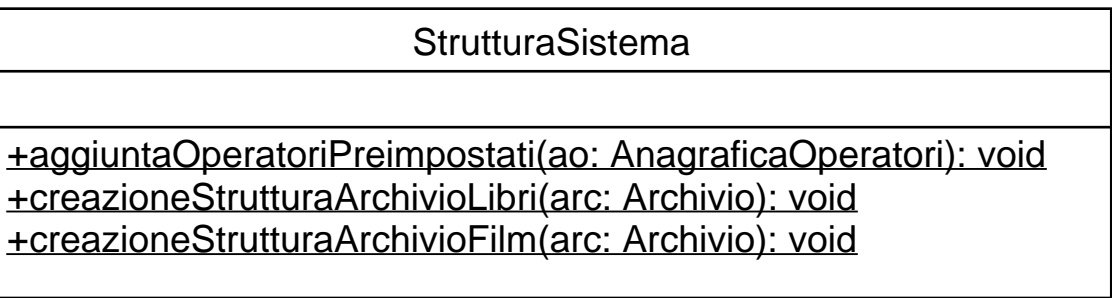 StrutturaSistema
+aggiuntaOperatoriPreimpostati(ao: AnagraficaOperatori): void
+creazioneStrutturaArchivioLibri(arc: Archivio): void
+creazioneStrutturaArchivioFilm(arc: Archivio): void